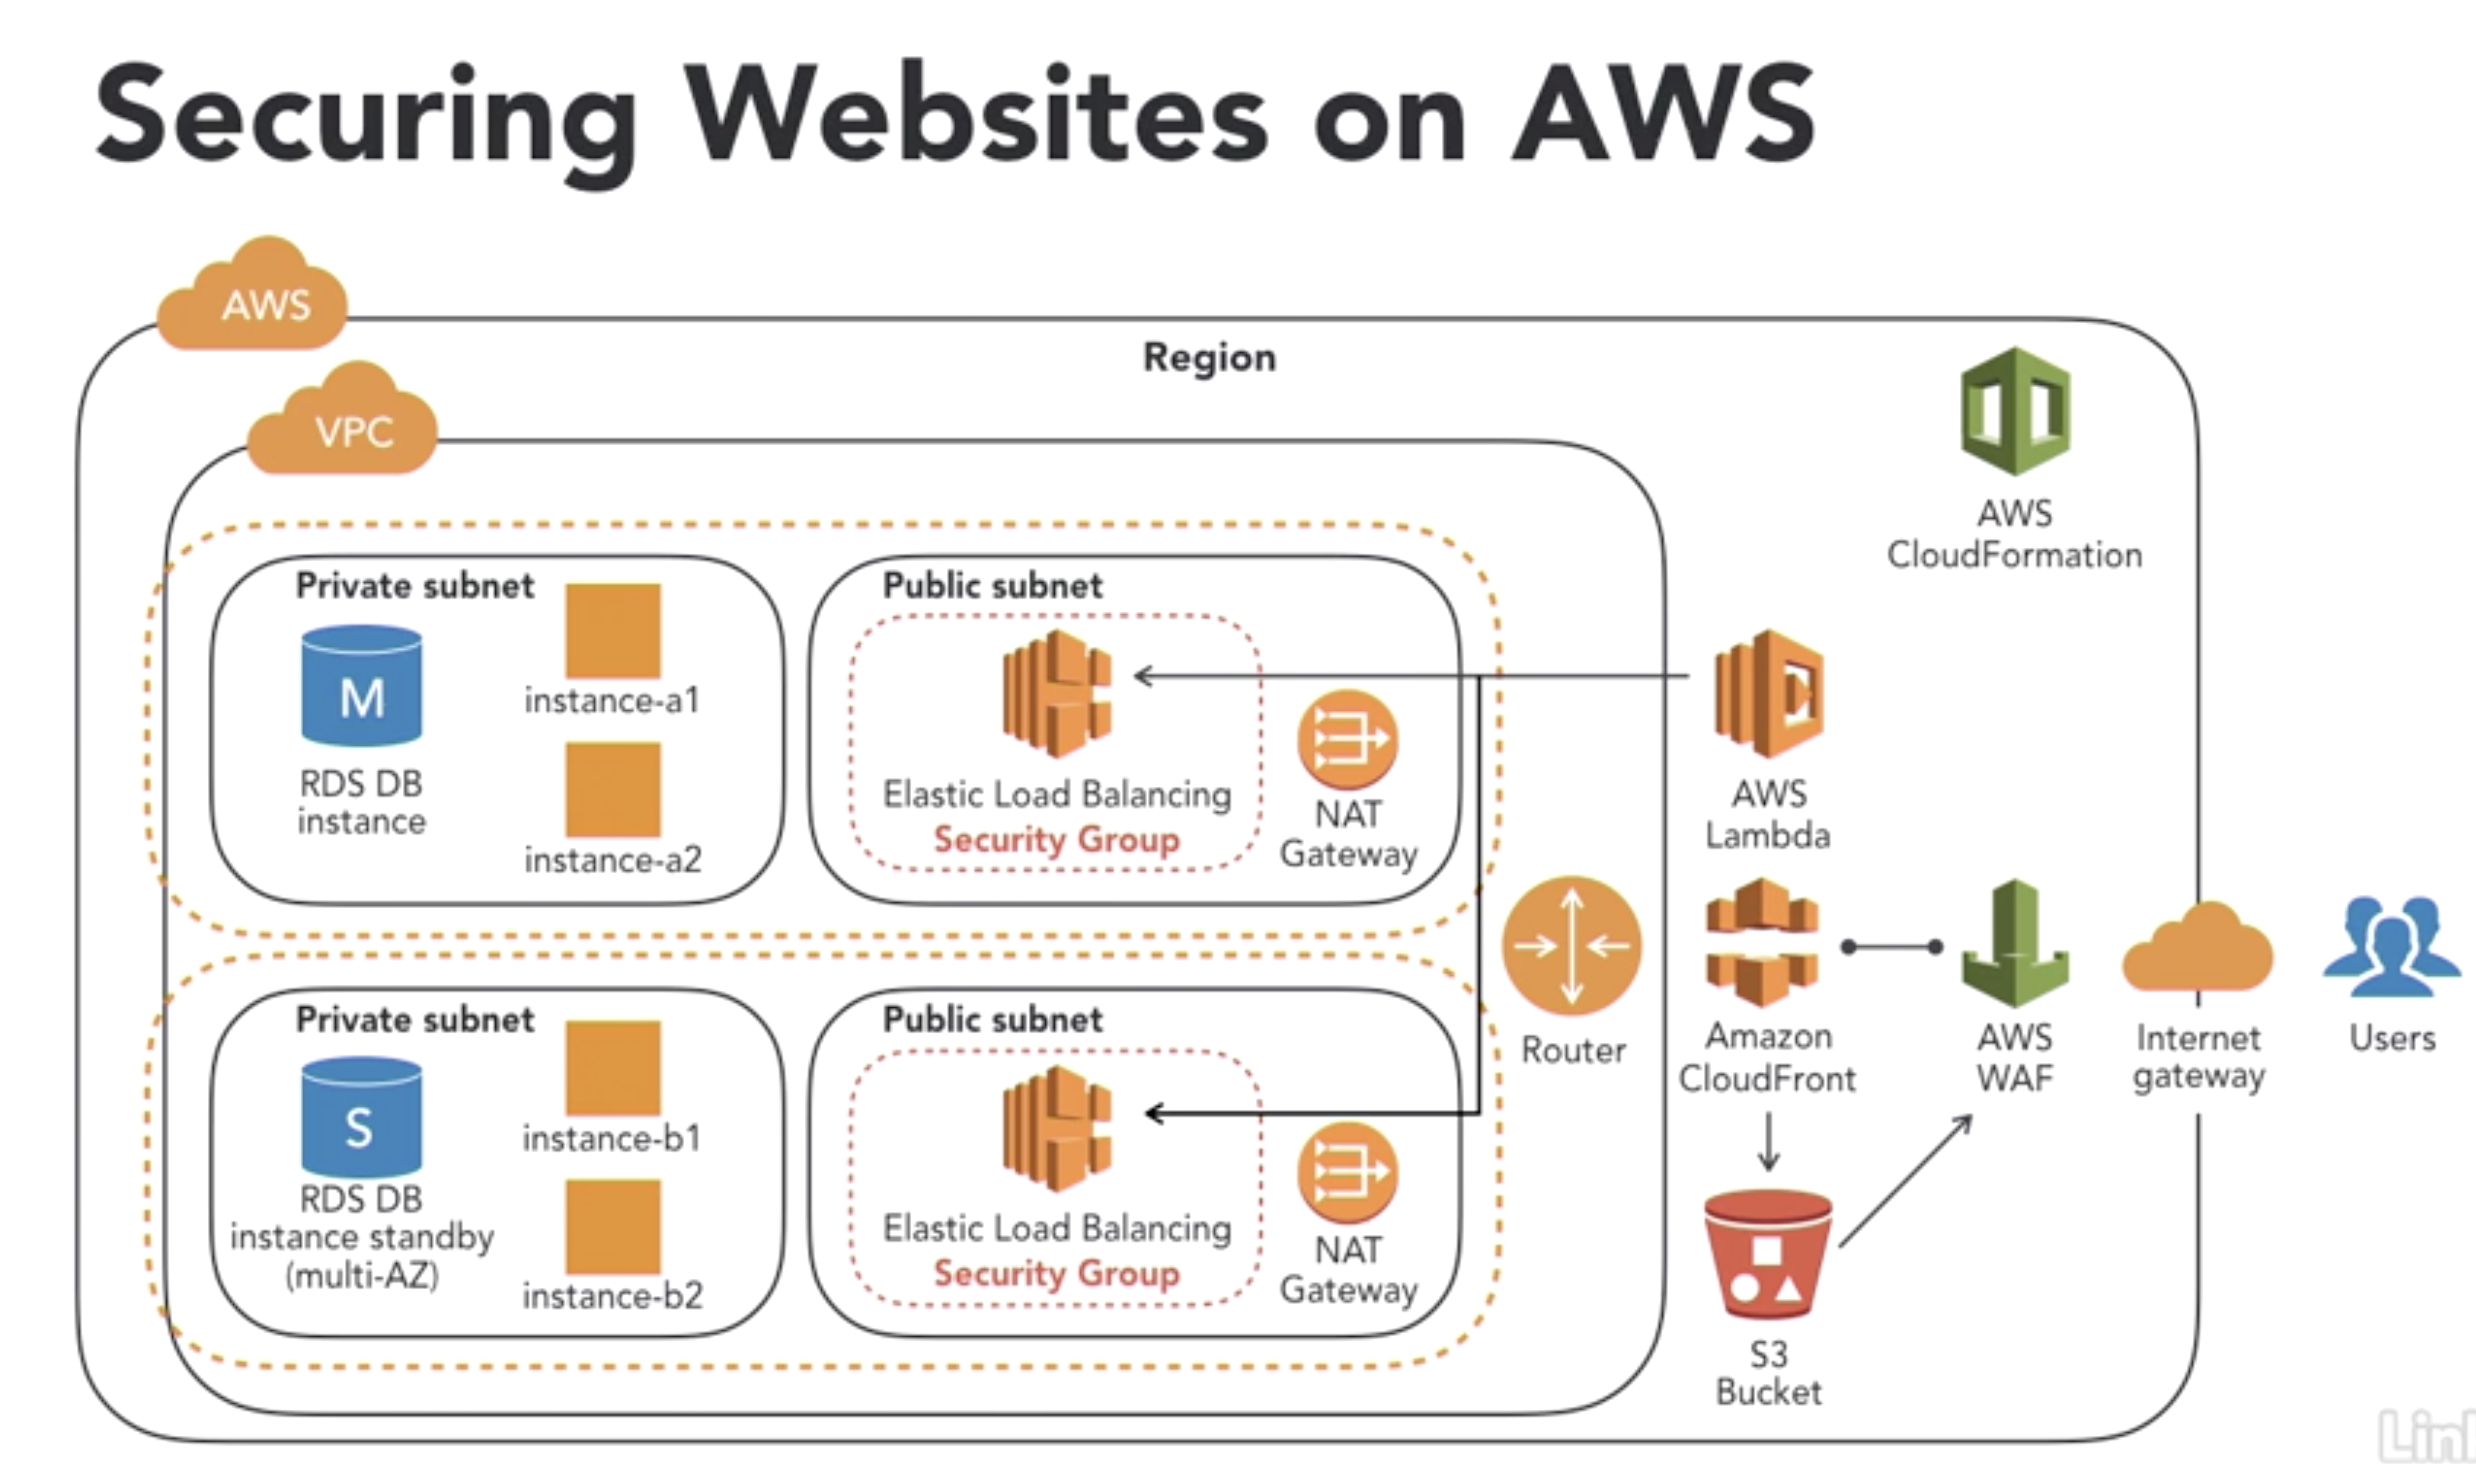 Securing Websites on AWS
AWS
Region
VPC
AWS
CloudFormation
Private subnet
M
RDS DB
instance
instance-a1
instance-a2
Public subnet
Elastic Load Balancing
Security Group
NAT
Gateway
AWS
Lambda
Private subnet
S
RDS DB
instance standby
(multi-AZ)
instance-b1
instance-b2
Public subnet
Elastic Load Balancing
Security Group
NAT
Gateway
Router
Amazon
CloudFront
AWS
WAF
Internet
gateway
Users
S3
Bucket